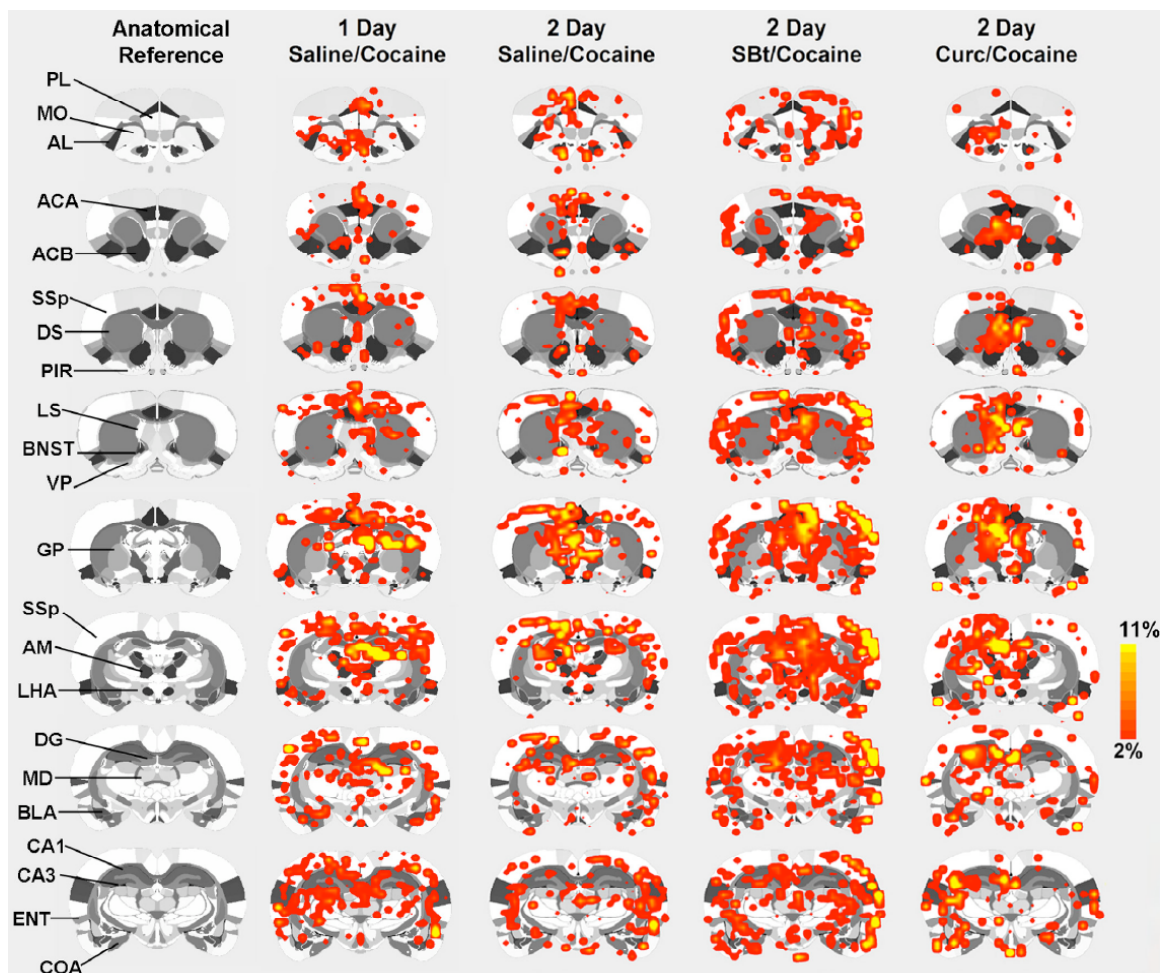 Anatomical
Reference
1 Day
Saline/Cocaine
2 Day
Saline/Cocaine
2 Day
SBt/Cocaine
2 Day
Curc/Cocaine
PL
MO
AL
ACA
ACB
SSp
DS
PIR
LS
BNST
VP
GP
SSp
AM
LHA
11%
2%
DG
MD
BLA
CA1
CA3
ENT
COA